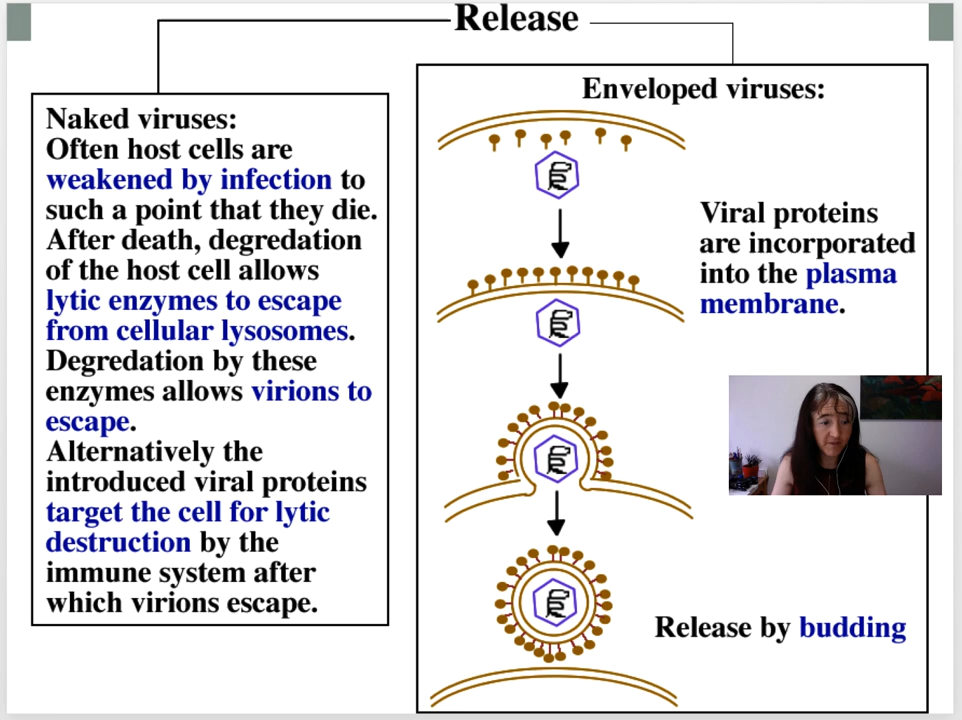 Release
Naked viruses:
Often host cells are
weakened by infection to
such a point that they die.
After death, degredation
of the host cell allows
lytic enzymes to escape
from cellular lysosomes.
Degredation by these
enzymes allows virions to
escape.
Alternatively the
introduced viral proteins
target the cell for lytic
destruction by the
immune system after
which virions escape.
Enveloped viruses:
Viral proteins
are incorporated
into the plasma
membrane.
Release by budding